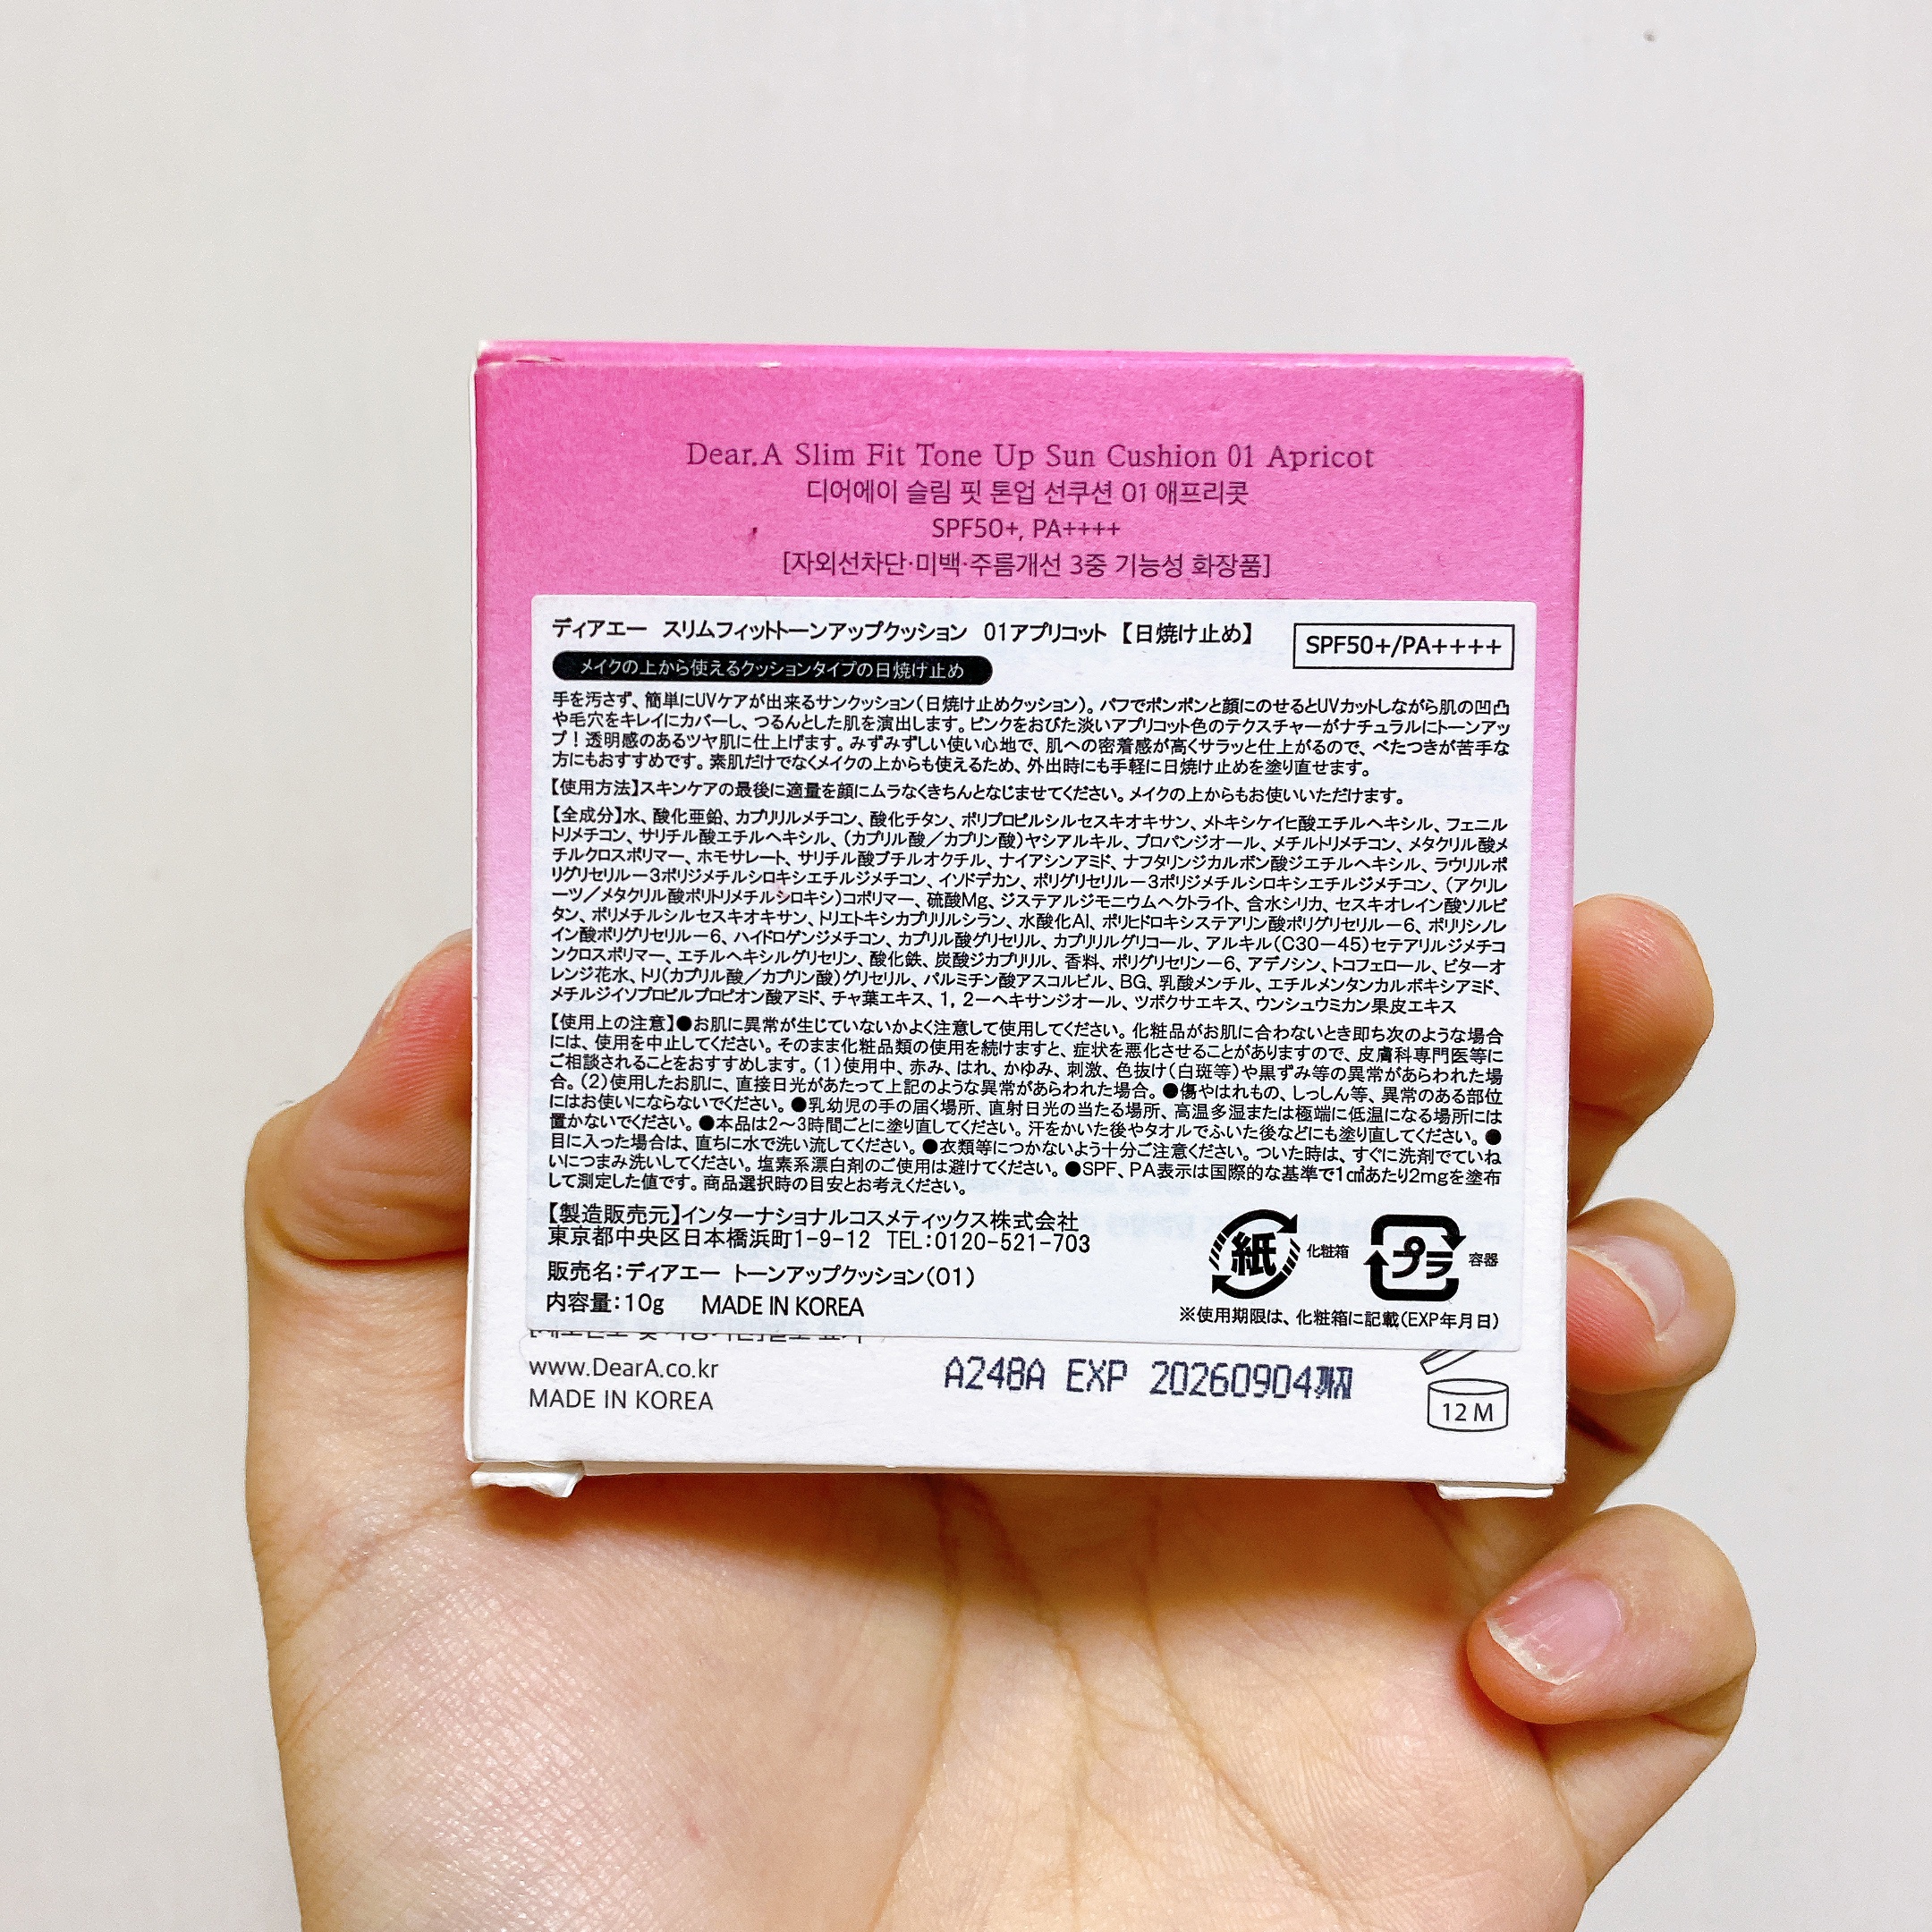 Dear.A Slim Fit Tone Up Sun Cushion 01 Apricot
디어에이 슬림 핏 톤업 선쿠션 01 애프리콧
SPF50+, PA++++
[자외선차단·미백·주름개선 3중 기능성 화장품]
ディアエー スリムフィットトーンアップクッション 01アプリコット【日焼け止め】
SPF50+/PA++++
メイクの上から使えるクッションタイプの日焼け止め
手を汚さず、簡単にUVケアが出来るサンクッション（日焼け止めクッション）。パフでポンポンと顔にのせるとUVカットしながら肌の凹凸
や毛穴をキレイにカバーし、つるんとした肌を演出します。ピンクをおびた淡いアプリコット色のテクスチャーがナチュラルにトーンアッ
プ！透明感のあるツヤ肌に仕上げます。みずみずしい使い心地で、肌への密着感が高くサラッと仕上がるので、べたつきが苦手な
方にもおすすめです。素肌だけでなくメイクの上からも使えるため、外出時にも手軽に日焼け止めを塗り直せます。
【使用方法】スキンケアの最後に適量を顔にムラなくきちんとなじませてください。メイクの上からもお使いいただけます。
【全成分】水、酸化亜鉛、カプリリルメチコン、酸化チタン、ポリプロピルシルセスキオキサン、メトキシケイヒ酸エチルヘキシル、フェニル
トリメチコン、サリチル酸エチルヘキシル、（カプリル酸／カプリン酸）ヤシアルキル、プロパンジオール、メチルトリメチコン、メタクリル酸メ
チルクロスポリマー、ホモサレート、サリチル酸ブチルオクチル、ナイアシンアミド、ナフタリンジカルボン酸ジエチルヘキシル、ラウリルポ
リグリセリルー3ポリジメチルシロキシエチルジメチコン、イソドデカン、ポリグリセリルー3ポリジメチルシロキシエチルジメチコン、（アクリレ
ーツ／メタクリル酸ポリトリメチルシロキシ）コポリマー、硫酸Mg、ジステアルジモニウムヘクトライト、含水シリカ、セスキオレイン酸ソルビ
タン、ポリメチルシルセスキオキサン、トリエトキシカプリリルシラン、水酸化Al、ポリヒドロキシステアリン酸ポリグリセリルー6、ポリリシノレ
イン酸ポリグリセリルー6、ハイドロゲンジメチコン、カプリル酸グリセリル、カプリリルグリコール、アルキル（C30ー45）セテアリルジメチコ
ンクロスポリマー、エチルヘキシルグリセリン、酸化鉄、炭酸ジカプリリル、香料、ポリグリセリンー6、アデノシン、トコフェロール、ビターオ
レンジ花水、トリ（カプリル酸／カプリン酸）グリセリル、パルミチン酸アスコルビル、BG、乳酸メンチル、エチルメンタンカルボキシアミド、
メチルジイソプロピルプロピオン酸アミド、チャ葉エキス、1，2ーヘキサンジオール、ツボクサエキス、ウンシュウミカン果皮エキス
【使用上の注意】●お肌に異常が生じていないかよく注意して使用してください。化粧品がお肌に合わないとき即ち次のような場合
には、使用を中止してください。そのまま化粧品類の使用を続けますと、症状を悪化させることがありますので、皮膚科専門医等に
ご相談されることをおすすめします。（1）使用中、赤み、はれ、かゆみ、刺激、色抜け（白斑等）や黒ずみ等の異常があらわれた場
合。（2）使用したお肌に、直接日光があたって上記のような異常があらわれた場合。●傷やはれもの、しっしん等、異常のある部位
にはお使いにならないでください。●乳幼児の手の届く場所、直射日光の当たる場所、高温多湿または極端に低温になる場所には
置かないでください。●本品は2～3時間ごとに塗り直してください。汗をかいた後やタオルでふいた後などにも塗り直してください。●
目に入った場合は、直ちに水で洗い流してください。●衣類等につかないよう十分ご注意ください。ついた時は、すぐに洗剤でていね
いにつまみ洗いしてください。塩素系漂白剤のご使用は避けてください。●SPF、PA表示は国際的な基準で1㎠あたり2mgを塗布
して測定した値です。商品選択時の目安とお考えください。
【製造販売元】インターナショナルコスメティックス株式会社
東京都中央区日本橋浜町1-9-12 TEL:0120-521-703
販売名：ディアエー トーンアップクッション（01）
内容量：10g MADE IN KOREA
紙 化粧箱 プラ 容器
※使用期限は、化粧箱に記載（EXP年月日）
www.DearA.co.kr
MADE IN KOREA
A248A EXP 20260904까지
12 M